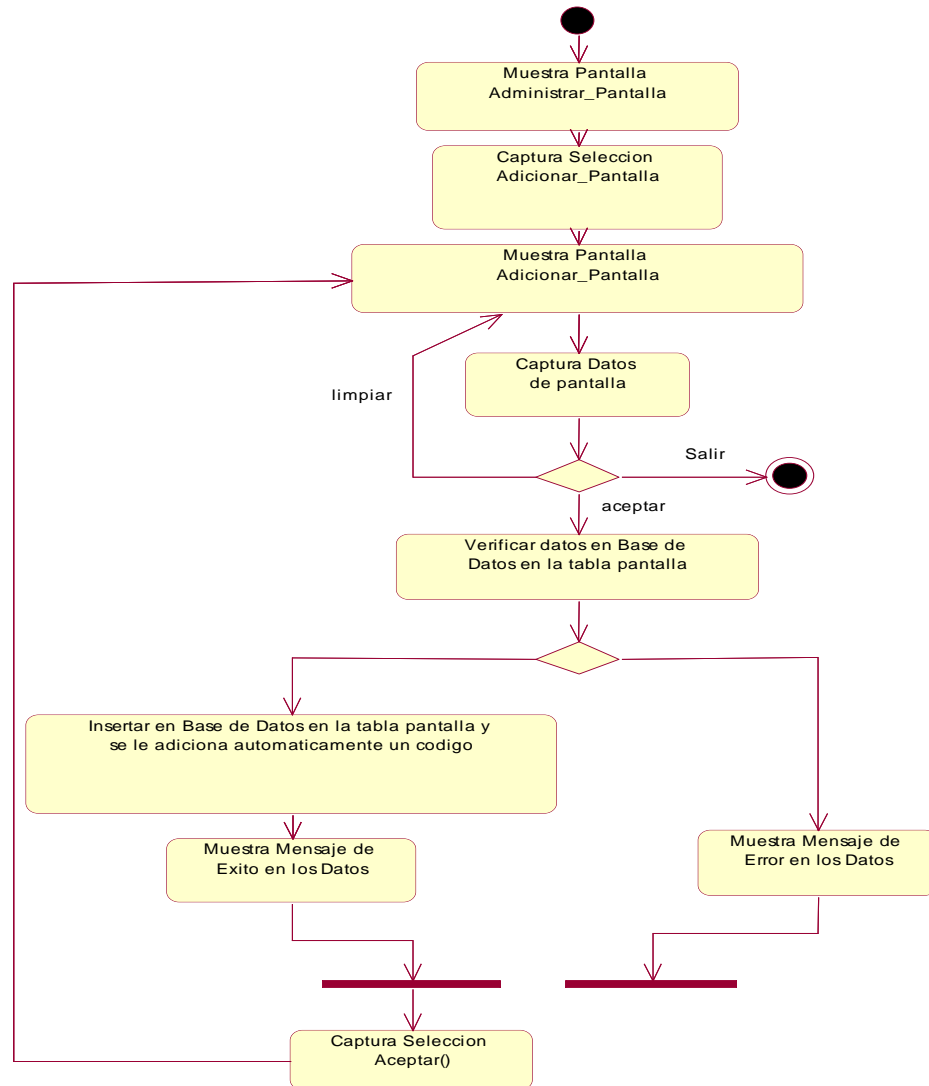 Muestra Pantalla
Administrar_Pantalla
Captura Seleccion
Adicionar_Pantalla
Muestra Pantalla
Adicionar_Pantalla
Captura Datos
de pantalla
limpiar
Salir
aceptar
Verificar datos en Base de
Datos en la tabla pantalla
Insertar en Base de Datos en la tabla pantalla y
se le adiciona automaticamente un codigo
Muestra Mensaje de
Exito en los Datos
Muestra Mensaje de
Error en los Datos
Captura Seleccion
Aceptar()